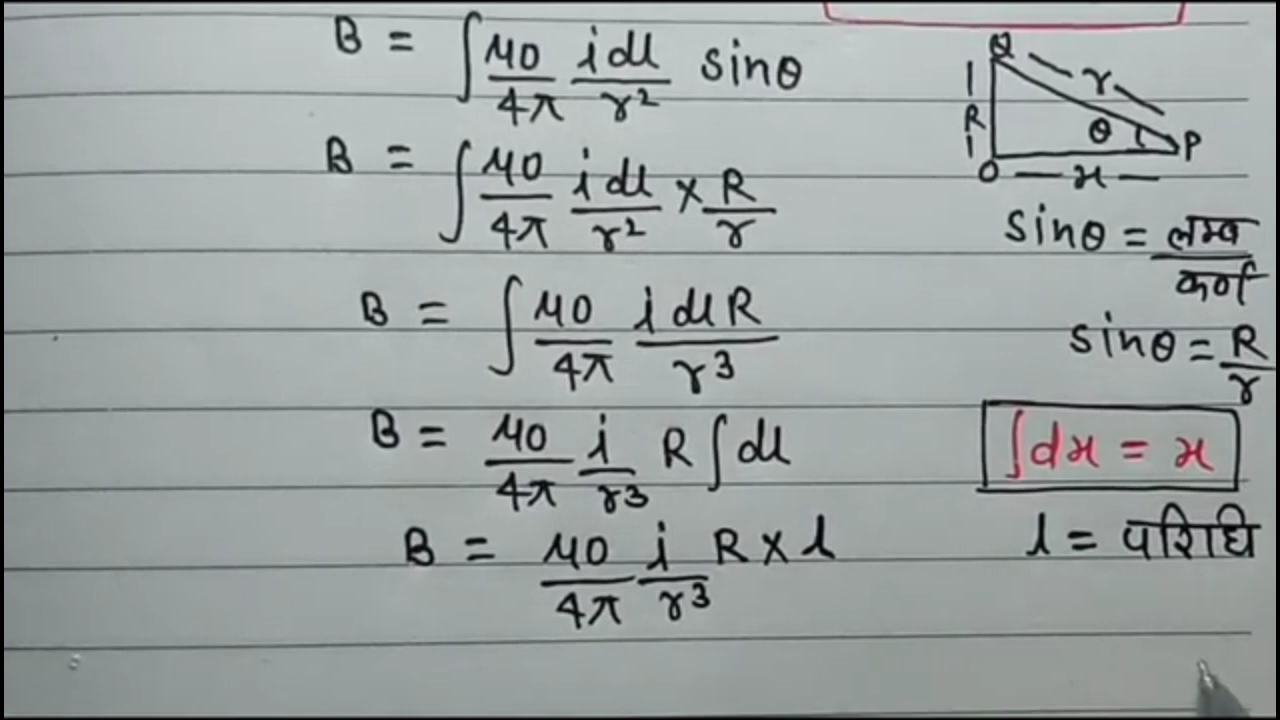 B = ∫ μ0/4π idl/r² sinθ
B = ∫ μ0/4π idl/r² × R/r
B = ∫ μ0/4π idlR/r³
B = μ0/4π i/r³ R∫dl
B = μ0/4π i/r³ R×l
Q
r
R
θ
P
O
x
sinθ = लम्ब/कर्ण
sinθ = R/r
∫dx = x
l = परिधि